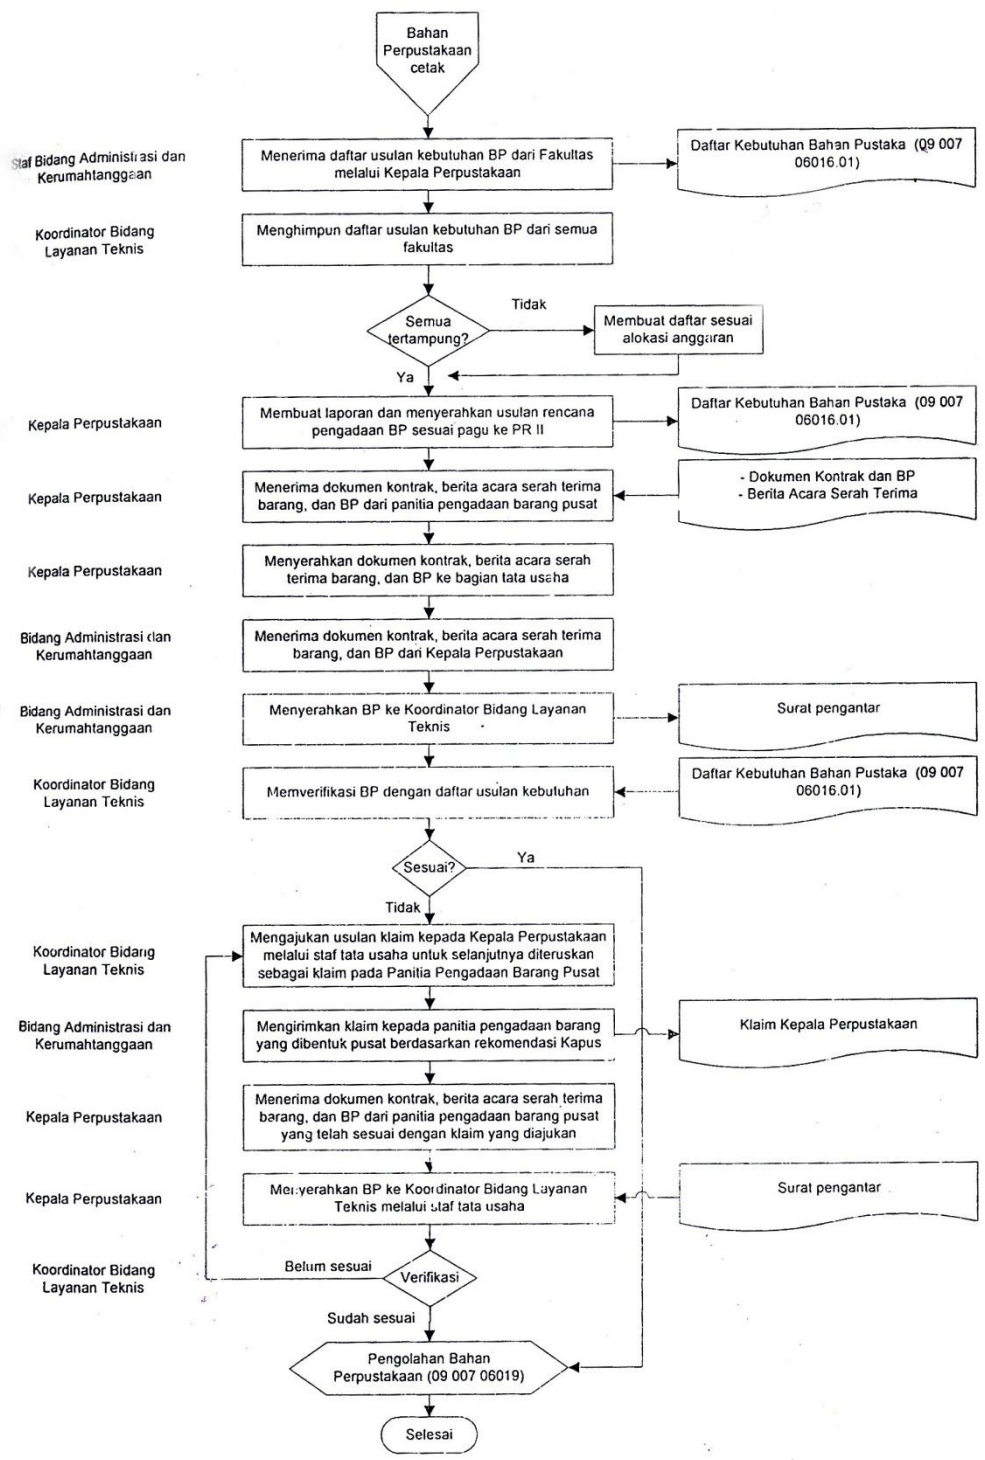 Bahan
Perpustakaan
cetak
Staf Bidang Administrasi dan
Kerumahtanggaan
Menerima daftar usulan kebutuhan BP dari Fakultas
melalui Kepala Perpustakaan
Daftar Kebutuhan Bahan Pustaka (09 007
06016.01)
Koordinator Bidang
Layanan Teknis
Menghimpun daftar usulan kebutuhan BP dari semua
fakultas
Semua
tertampung?
Tidak
Membuat daftar sesuai
alokasi anggaran
Ya
Kepala Perpustakaan
Membuat laporan dan menyerahkan usulan rencana
pengadaan BP sesuai pagu ke PR II
Daftar Kebutuhan Bahan Pustaka (09 007
06016.01)
Kepala Perpustakaan
Menerima dokumen kontrak, berita acara serah terima
barang, dan BP dari panitia pengadaan barang pusat
- Dokumen Kontrak dan BP
- Berita Acara Serah Terima
Kepala Perpustakaan
Menyerahkan dokumen kontrak, berita acara serah
terima barang, dan BP ke bagian tata usaha
Bidang Administrasi dan
Kerumahtanggaan
Menerima dokumen kontrak, berita acara serah terima
barang, dan BP dari Kepala Perpustakaan
Bidang Administrasi dan
Kerumahtanggaan
Menyerahkan BP ke Koordinator Bidang Layanan
Teknis
Surat pengantar
Koordinator Bidang
Layanan Teknis
Memverifikasi BP dengan daftar usulan kebutuhan
Daftar Kebutuhan Bahan Pustaka (09 007
06016.01)
Sesuai?
Ya
Tidak
Koordinator Bidang
Layanan Teknis
Mengajukan usulan klaim kepada Kepala Perpustakaan
melalui staf tata usaha untuk selanjutnya diteruskan
sebagai klaim pada Panitia Pengadaan Barang Pusat
Bidang Administrasi dan
Kerumahtanggaan
Mengirimkan klaim kepada panitia pengadaan barang
yang dibentuk pusat berdasarkan rekomendasi Kapus
Klaim Kepala Perpustakaan
Kepala Perpustakaan
Menerima dokumen kontrak, berita acara serah terima
barang, dan BP dari panitia pengadaan barang pusat
yang telah sesuai dengan klaim yang diajukan
Kepala Perpustakaan
Menyerahkan BP ke Koordinator Bidang Layanan
Teknis melalui staf tata usaha
Surat pengantar
Koordinator Bidang
Layanan Teknis
Belum sesuai
Verifikasi
Sudah sesuai
Pengolahan Bahan
Perpustakaan (09 007 06019)
Selesai